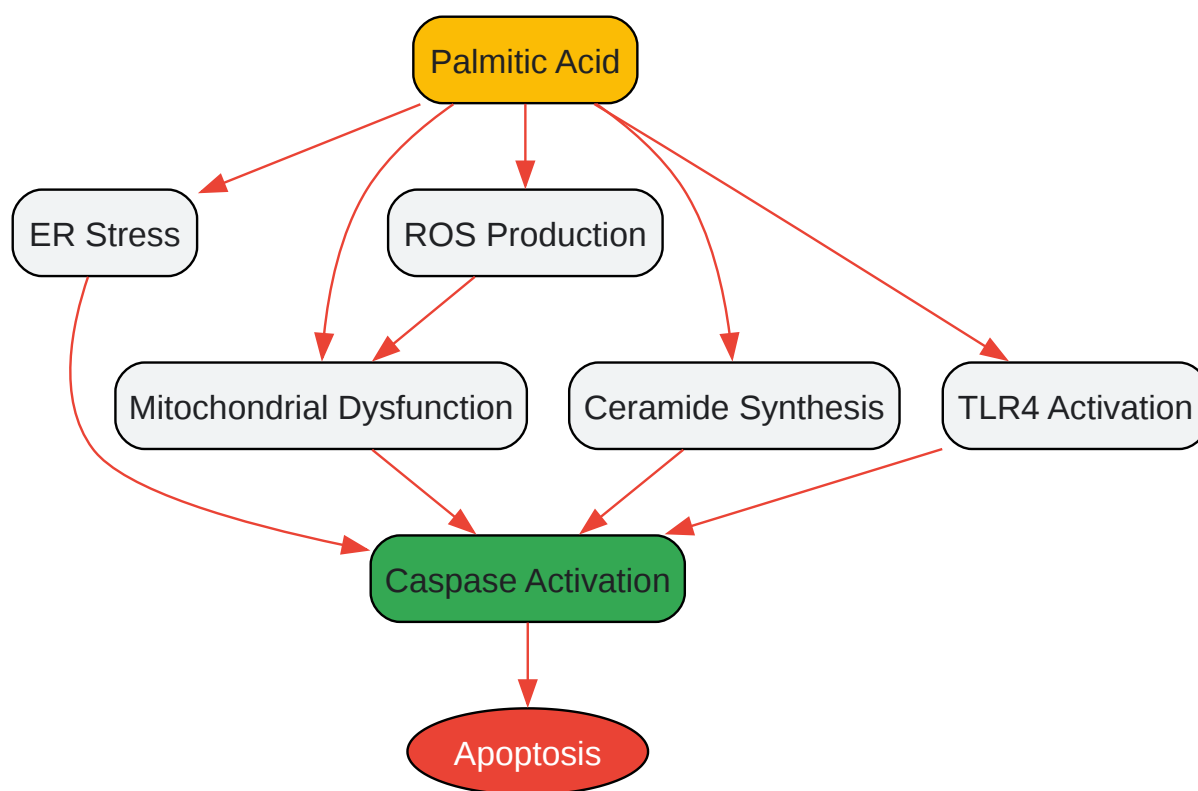 Palmitic Acid
ER Stress
ROS Production
Mitochondrial Dysfunction
Ceramide Synthesis
TLR4 Activation
Caspase Activation
Apoptosis